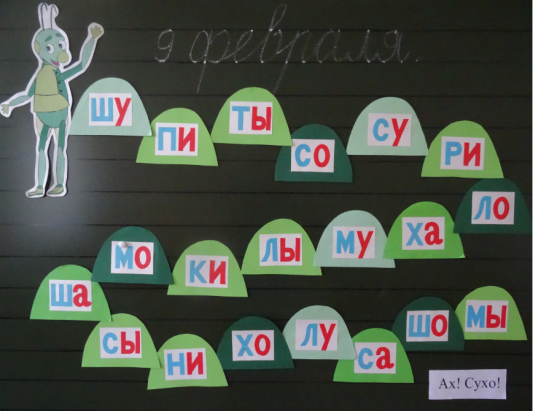 9 февраля.
ШУ ПИ ТЫ СО СУ РИ
ЛО
МО КИ ЛЫ МУ ХА
ША
СЫ НИ ХО ЛУ СА ШО МЫ
Ах! Сухо!